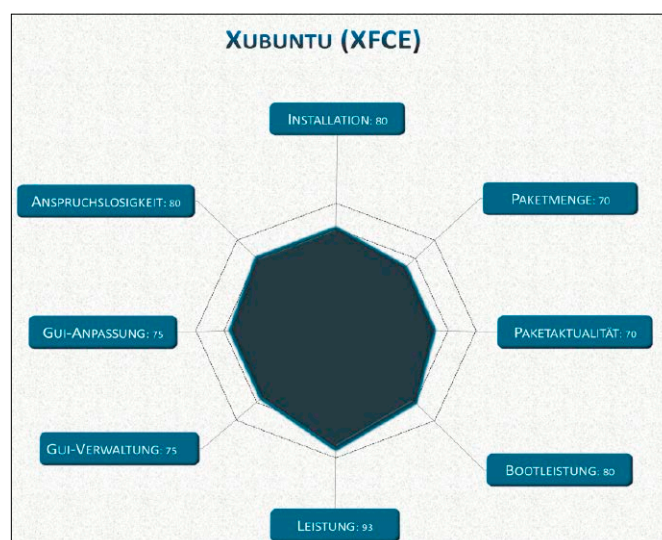 XUBUNTU (XFCE)
INSTALLATION: 80
ANSPRUCHSLOSIGKEIT: 80
PAKETMENGE: 70
GUI-ANPASSUNG: 75
PAKETAKTUALITÄT: 70
GUI-VERWALTUNG: 75
BOOTLEISTUNG: 80
LEISTUNG: 93